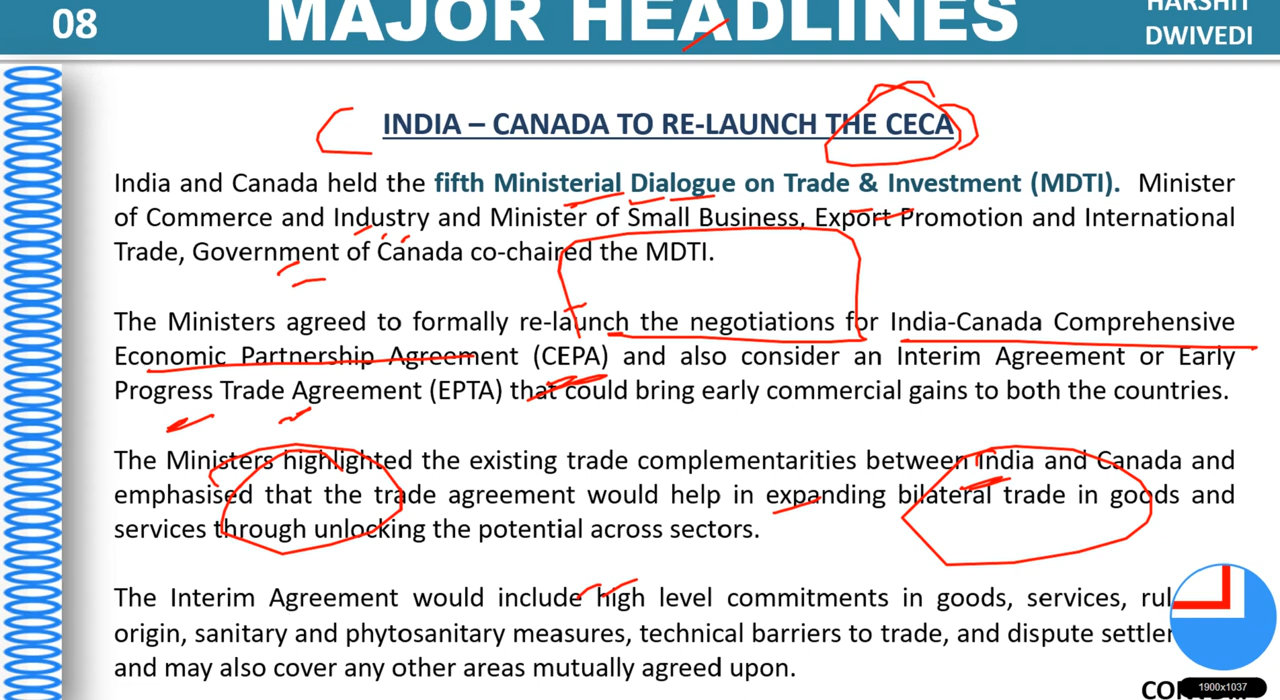 08
MAJOR HEADLINES
HARSHIT
DWIVEDI
INDIA – CANADA TO RE-LAUNCH THE CECA
India and Canada held the fifth Ministerial Dialogue on Trade & Investment (MDTI). Minister
of Commerce and Industry and Minister of Small Business, Export Promotion and International
Trade, Government of Canada co-chaired the MDTI.
The Ministers agreed to formally re-launch the negotiations for India-Canada Comprehensive
Economic Partnership Agreement (CEPA) and also consider an Interim Agreement or Early
Progress Trade Agreement (EPTA) that could bring early commercial gains to both the countries.
The Ministers highlighted the existing trade complementarities between India and Canada and
emphasised that the trade agreement would help in expanding bilateral trade in goods and
services through unlocking the potential across sectors.
The Interim Agreement would include high level commitments in goods, services,
origin, sanitary and phytosanitary measures, technical barriers to trade, and dispute
and may also cover any other areas mutually agreed upon.
1900x1037